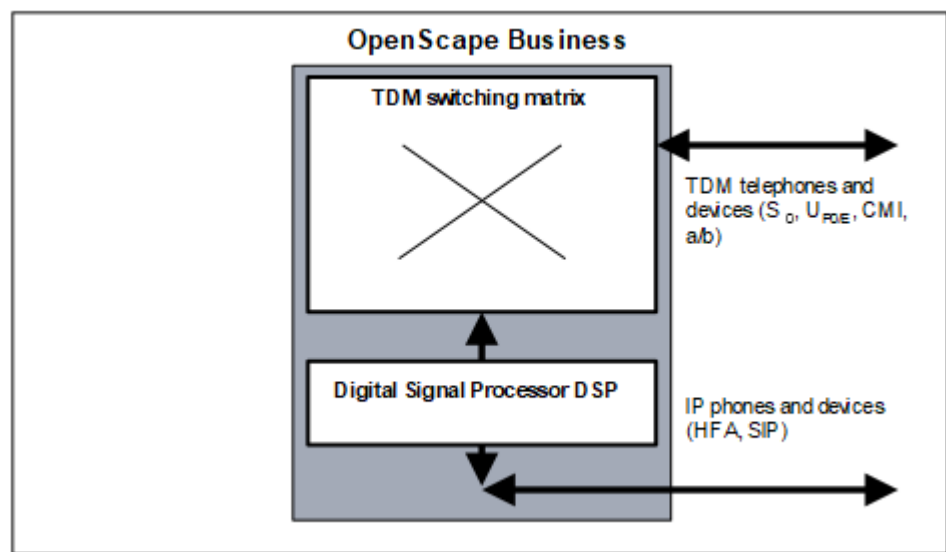 OpenScape Business
TDM switching matrix
TDM telephones and
devices (S 0, UP0/E, CMI,
a/b)
Digital Signal Processor DSP
IP phones and devices
(HFA, SIP)